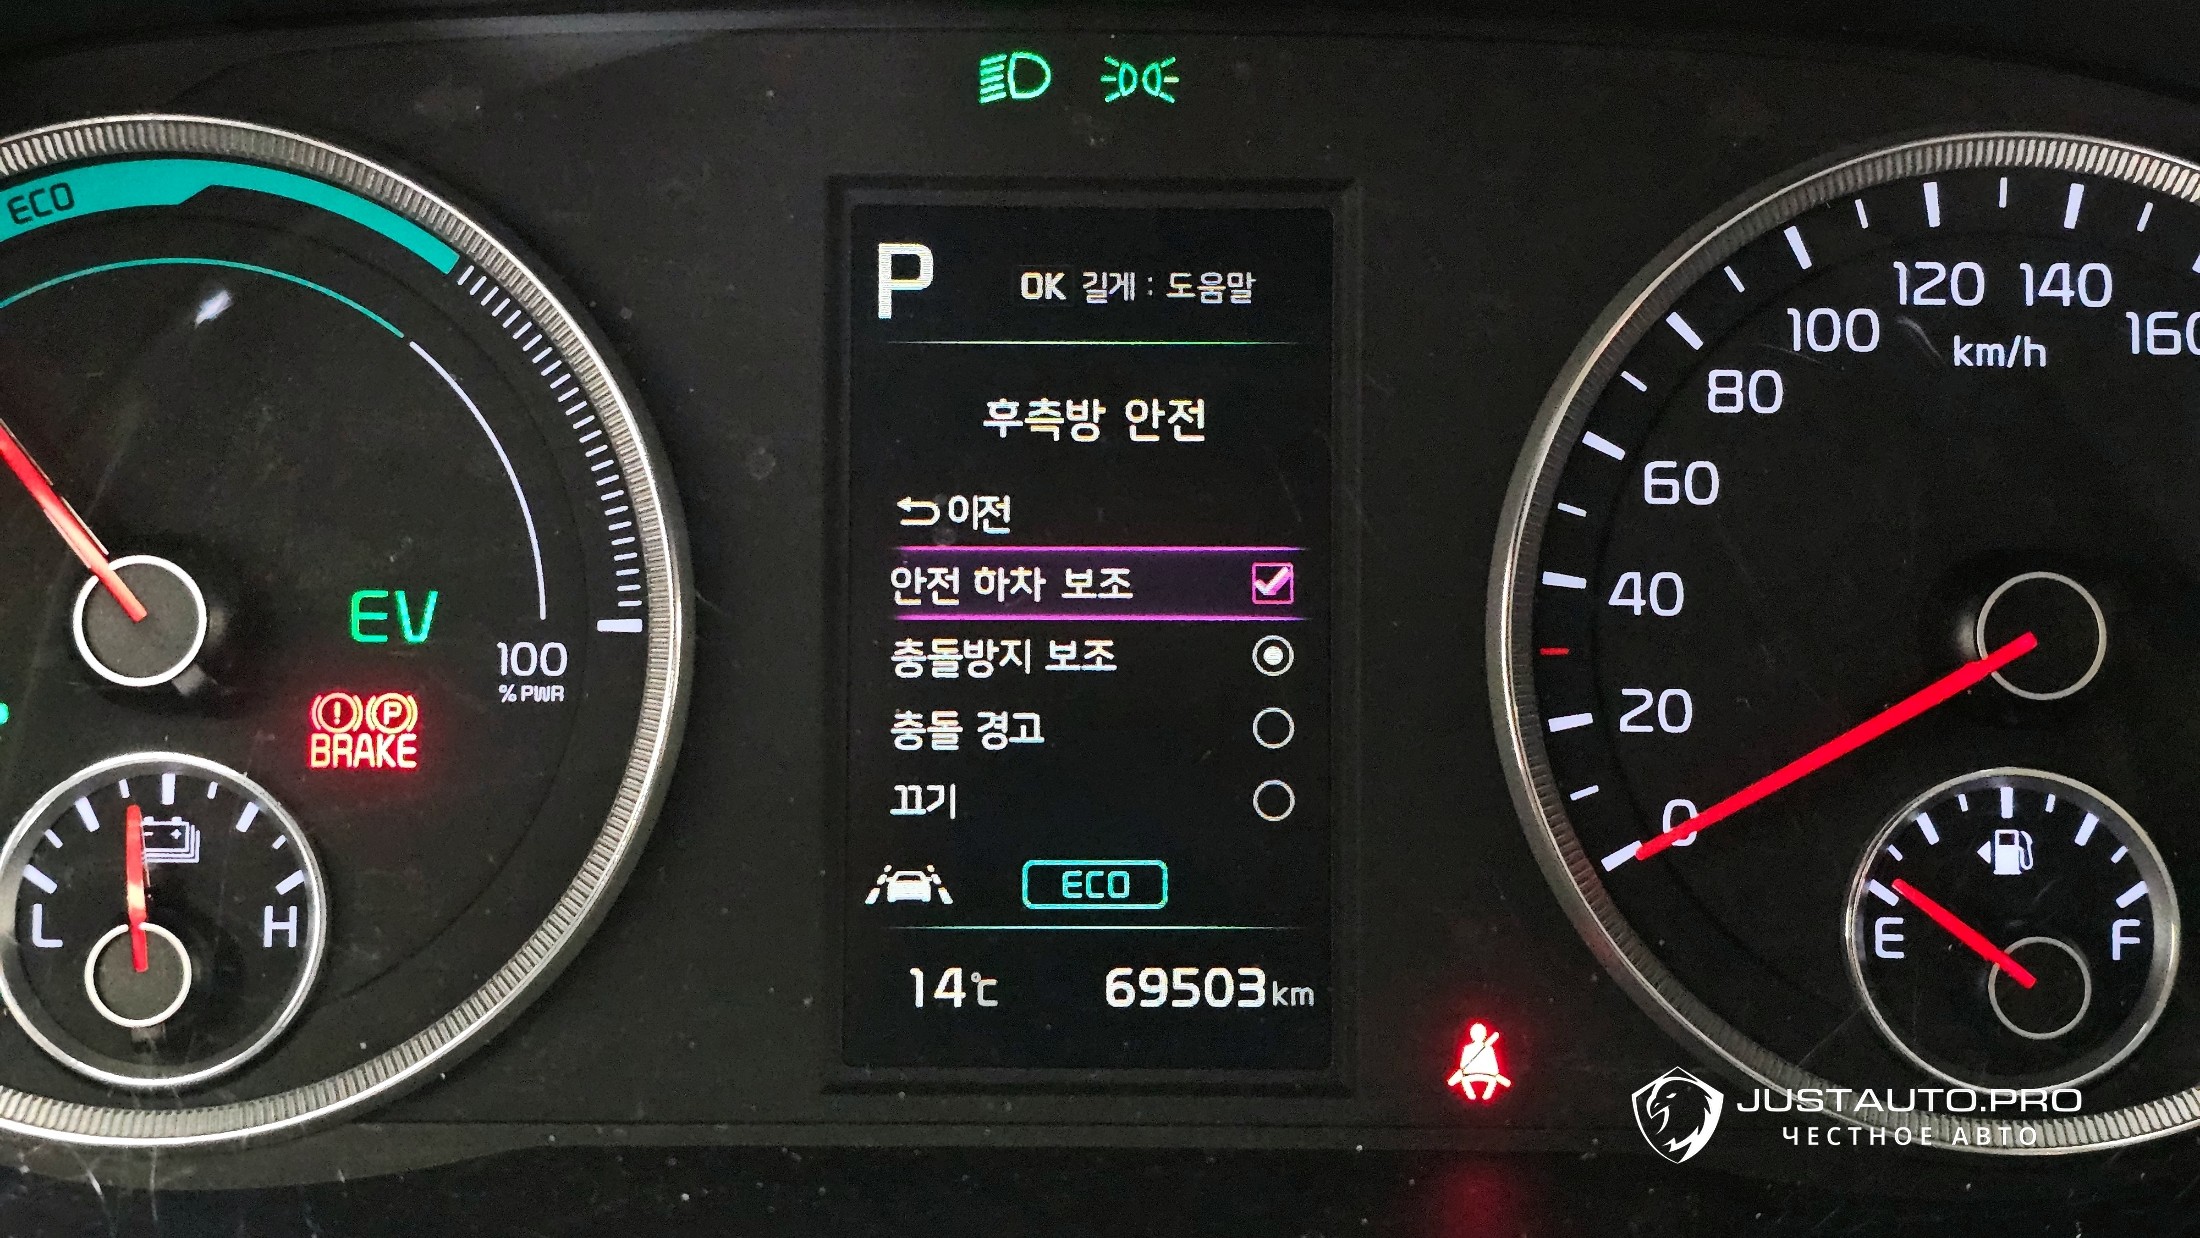 ECO
P
OK 길게 : 도움말
후측방 안전
이전
안전 하차 보조
충돌방지 보조
충돌 경고
끄기
ECO
14℃ 69503km
EV
100
% PWR
(!) (P)
BRAKE
L H
0
20
40
60
80
100
120
140
160
km/h
E F
JUSTAUTO.PRO
ЧЕСТНОЕ АВТО